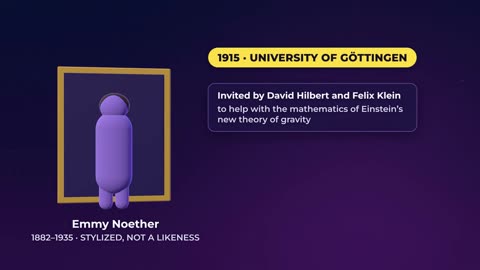 1915 · UNIVERSITY OF GÖTTINGEN
Invited by David Hilbert and Felix Klein
to help with the mathematics of Einstein's
new theory of gravity
Emmy Noether
1882–1935 · STYLIZED, NOT A LIKENESS